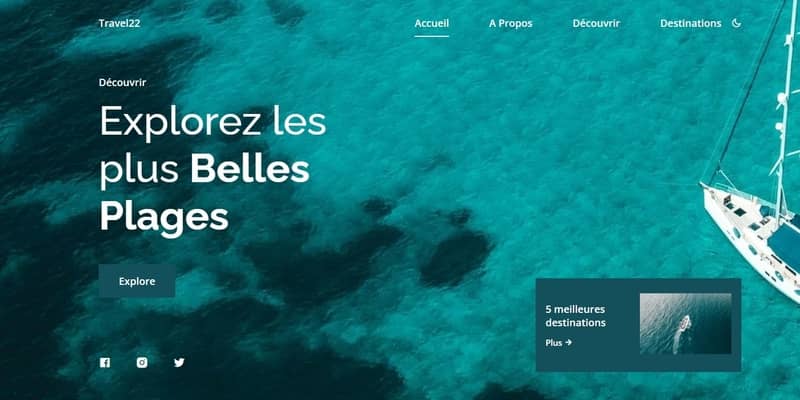 Travel22
Accueil
A Propos
Découvrir
Destinations
Découvrir
Explorez les
plus Belles
Plages
Explore
5 meilleures
destinations
Plus →